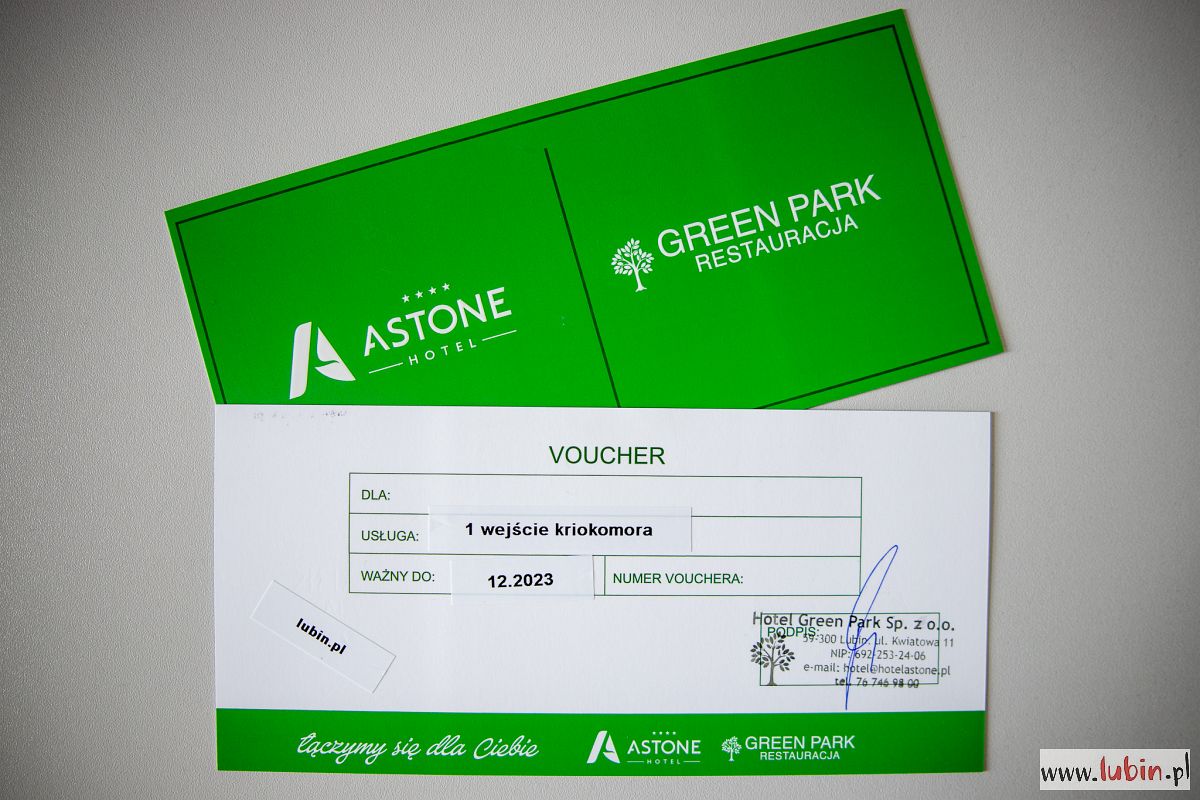 GREEN PARK
RESTAURACJA
ASTONE
HOTEL
VOUCHER
DLA:
USŁUGA: 1 wejście kriokomora
WAŻNY DO: 12.2023 NUMER VOUCHERA:
lubin.pl
Hotel Green Park Sp. z o.o.
PODPIS:
59-300 Lubin, ul. Kwiatowa 11
NIP: 692-253-24-06
e-mail: hotel@hotelastone.pl
tel. 76 746 98 00
łączymy się dla Ciebie
ASTONE
HOTEL
GREEN PARK
RESTAURACJA
www.lubin.pl